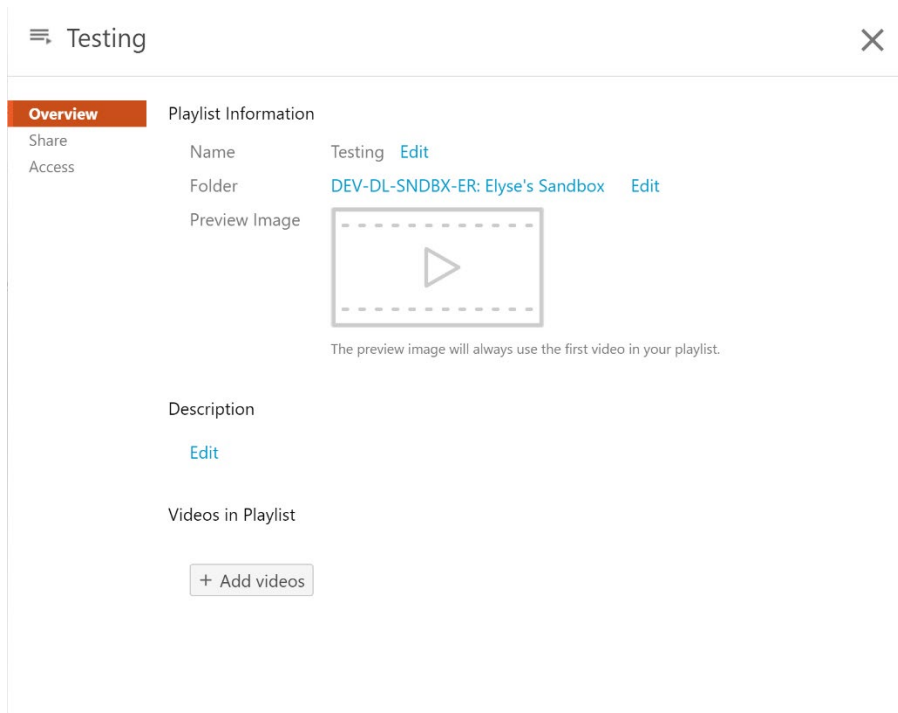 Testing
Overview
Share
Access
Playlist Information
Name Testing Edit
Folder DEV-DL-SNDBX-ER: Elyse's Sandbox Edit
Preview Image
The preview image will always use the first video in your playlist.
Description
Edit
Videos in Playlist
+ Add videos